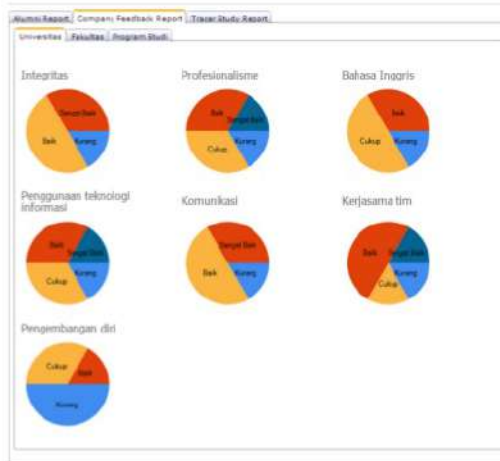 Alumni Report Company Feedback Report Tracer Study Report
Universitas Fakultas Program Studi
Integritas Profesionalisme Bahasa Inggris
Sangat Baik
Baik
Kurang
Baik
Sangat Baik
Kurang
Cukup
Baik
Cukup
Kurang
Penggunaan teknologi
informasi
Komunikasi Kerjasama tim
Baik
Sangat Baik
Kurang
Cukup
Sangat Baik
Baik
Kurang
Baik
Sangat Baik
Kurang
Cukup
Pengembangan diri
Cukup
Baik
Kurang